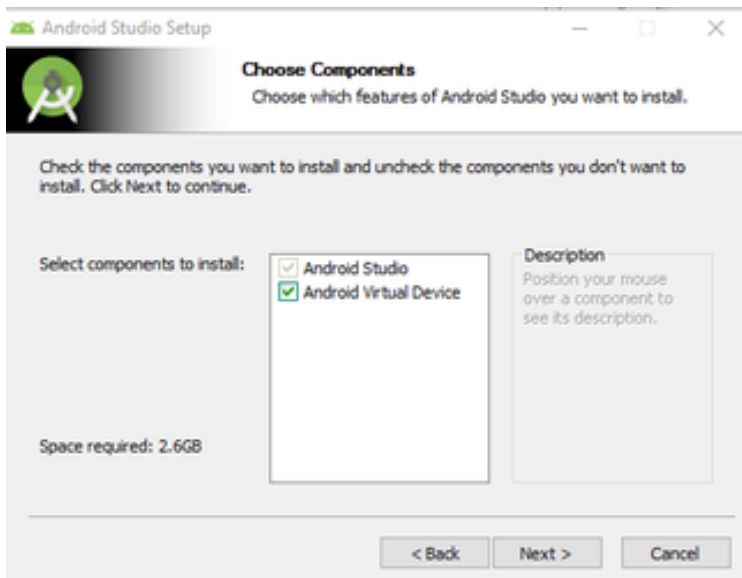 Android Studio Setup
Choose Components
Choose which features of Android Studio you want to install.
Check the components you want to install and uncheck the components you don't want to
install. Click Next to continue.
Select components to install:
Android Studio
Android Virtual Device
Description
Position your mouse
over a component to
see its description.
Space required: 2.6GB
< Back
Next >
Cancel